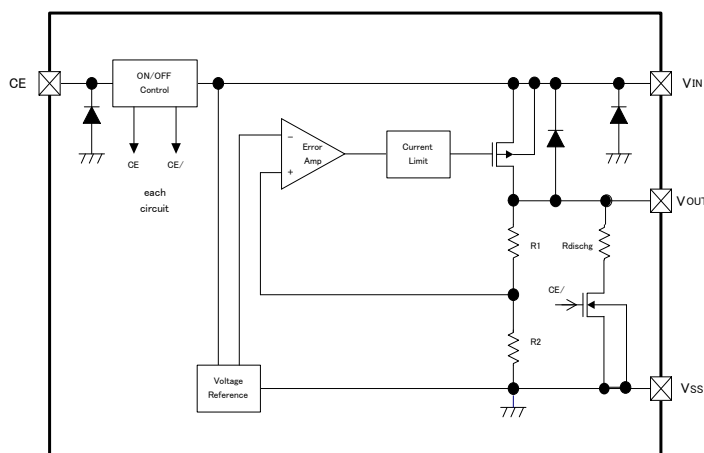 CE
ON/OFF
Control
VIN
CE
CE/
each
circuit
−
Error
Amp
+
Current
Limit
VOUT
R1
Rdischg
CE/
R2
Voltage
Reference
VSS